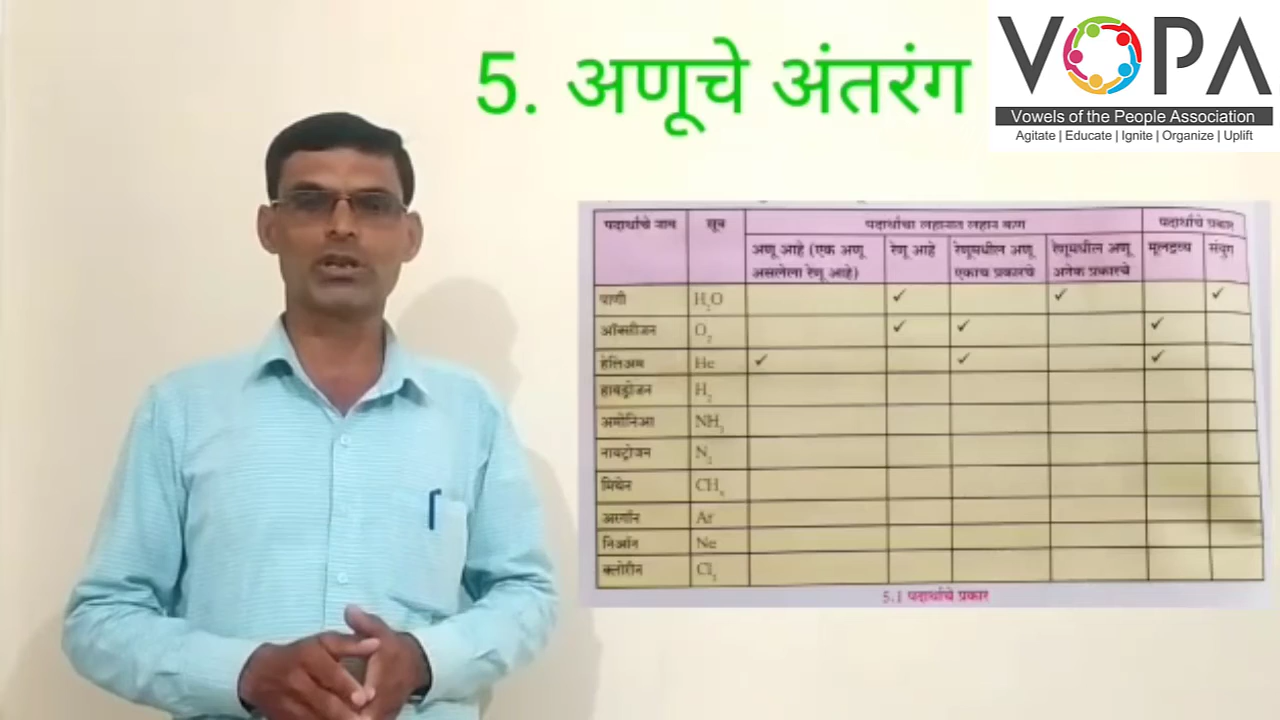 5. अणूचे अंतरंग
VOPA
Vowels of the People Association
Agitate | Educate | Ignite | Organize | Uplift
पदार्थाचे नाव सूत्र पदार्थाचा लहानात लहान कण पदार्थाचे प्रकार
अणू आहे (एक अणू असलेला रेणू आहे) रेणू आहे रेणूमधील अणू एकाच प्रकारचे रेणूमधील अणू अनेक प्रकारचे मूलद्रव्य संयुग
पाणी H₂O ✓ ✓ ✓
ऑक्सीजन O₂ ✓ ✓ ✓
हेलिअम He ✓ ✓ ✓
हायड्रोजन H₂
अमोनिआ NH₃
नायट्रोजन N₂
मिथेन CH₄
अरगॉन Ar
निऑन Ne
क्लोरीन Cl₂
5.1 पदार्थाचे प्रकार